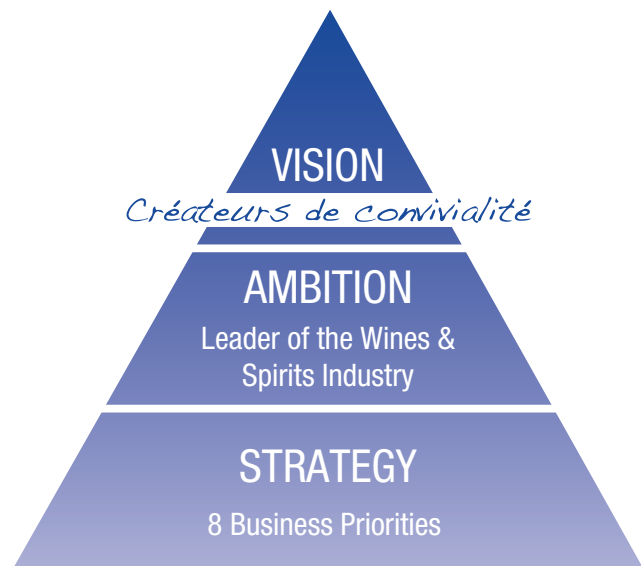 VISION
Créateurs de convivialité
AMBITION
Leader of the Wines &
Spirits Industry
STRATEGY
8 Business Priorities